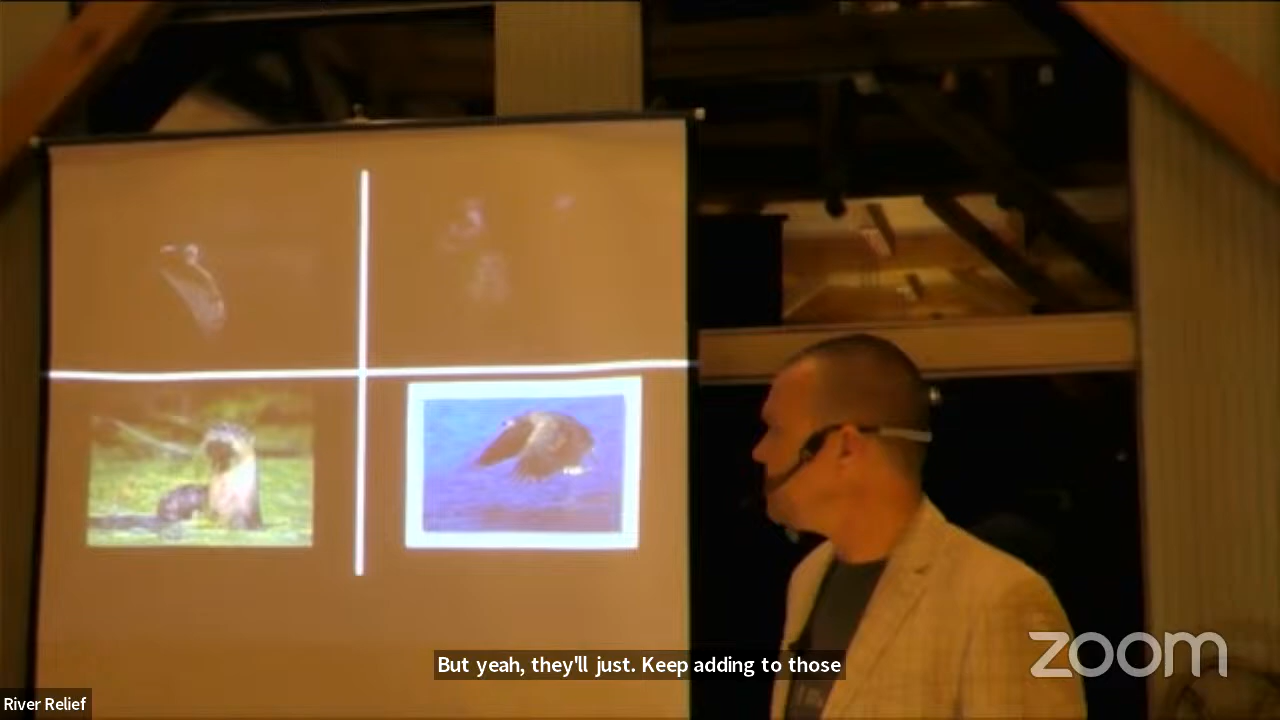 But yeah, they'll just. Keep adding to those
zoom
River Relief